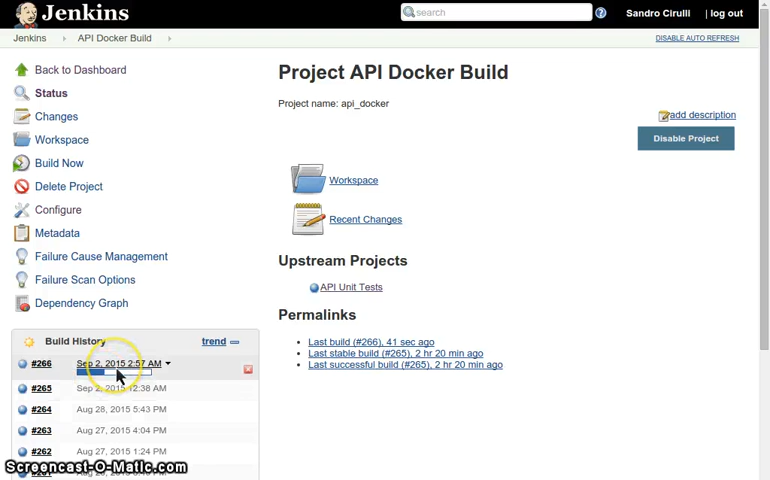 Jenkins
search
Sandro Cirulli | log out
Jenkins
API Docker Build
DISABLE AUTO REFRESH
Back to Dashboard
Status
Changes
Workspace
Build Now
Delete Project
Configure
Metadata
Failure Cause Management
Failure Scan Options
Dependency Graph
Project API Docker Build
Project name: api_docker
add description
Disable Project
Workspace
Recent Changes
Upstream Projects
API Unit Tests
Permalinks
Last build (#266), 41 sec ago
Last stable build (#265), 2 hr 20 min ago
Last successful build (#265), 2 hr 20 min ago
Build History
trend
#266 Sep 2, 2015 2:57 AM
#265 Sep 2, 2015 12:38 AM
#264 Aug 28, 2015 5:43 PM
#263 Aug 27, 2015 4:04 PM
#262 Aug 27, 2015 1:24 PM
Screencast-O-Matic.com